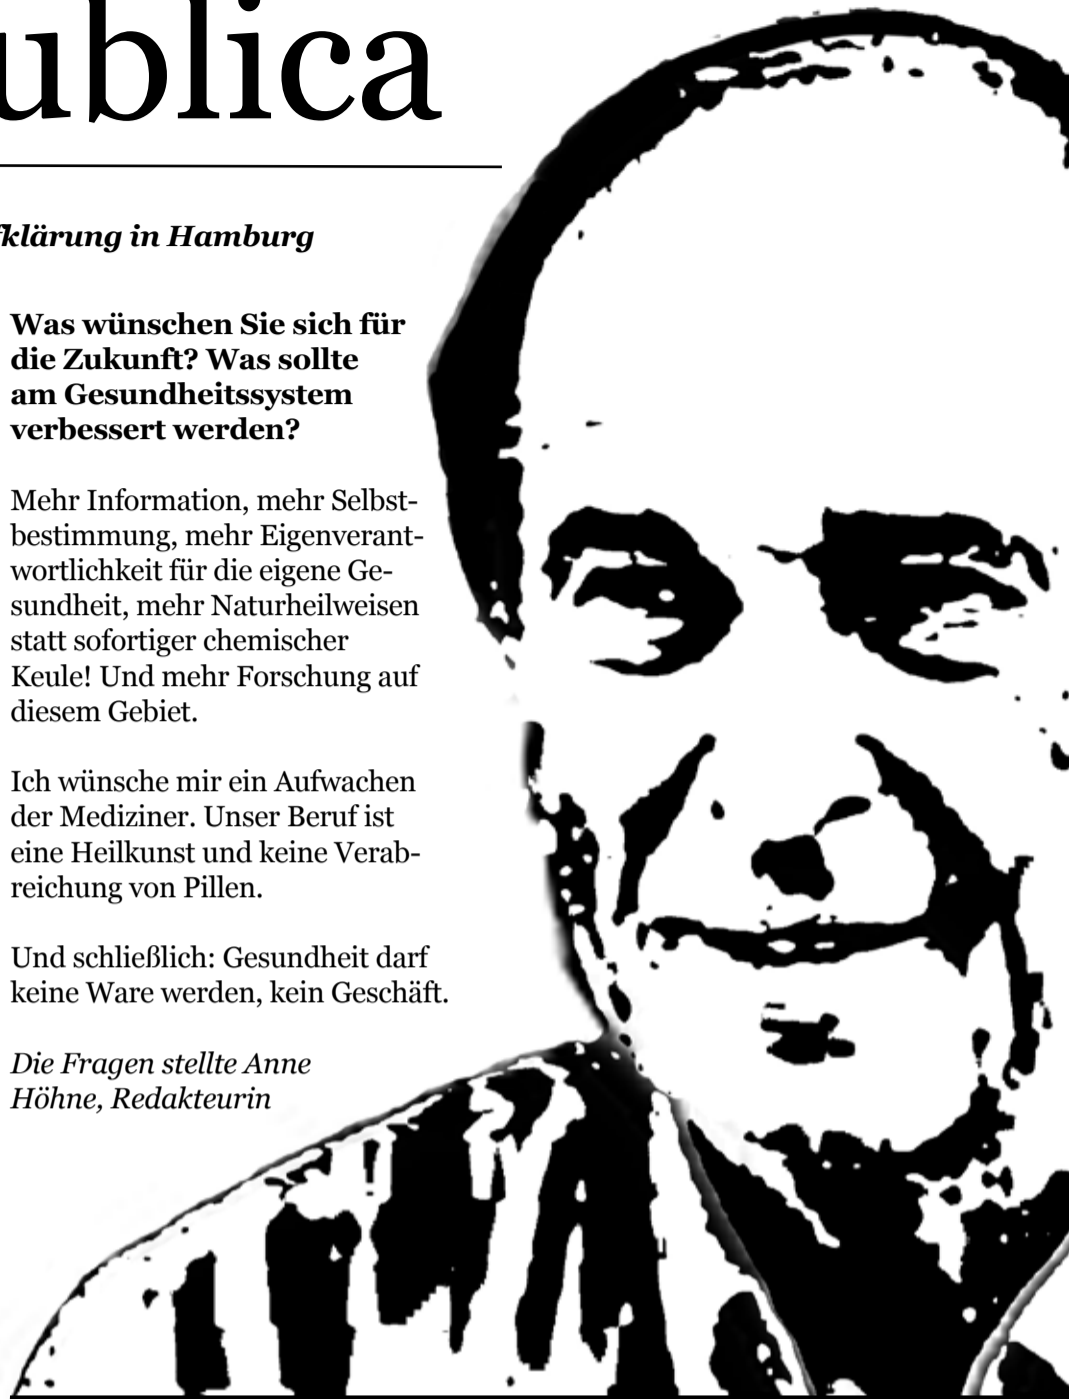 ublica
fklärung in Hamburg
Was wünschen Sie sich für
die Zukunft? Was sollte
am Gesundheitssystem
verbessert werden?
Mehr Information, mehr Selbst-
bestimmung, mehr Eigenverant-
wortlichkeit für die eigene Ge-
sundheit, mehr Naturheilweisen
statt sofortiger chemischer
Keule! Und mehr Forschung auf
diesem Gebiet.
Ich wünsche mir ein Aufwachen
der Mediziner. Unser Beruf ist
eine Heilkunst und keine Verab-
reichung von Pillen.
Und schließlich: Gesundheit darf
keine Ware werden, kein Geschäft.
Die Fragen stellte Anne
Höhne, Redakteurin